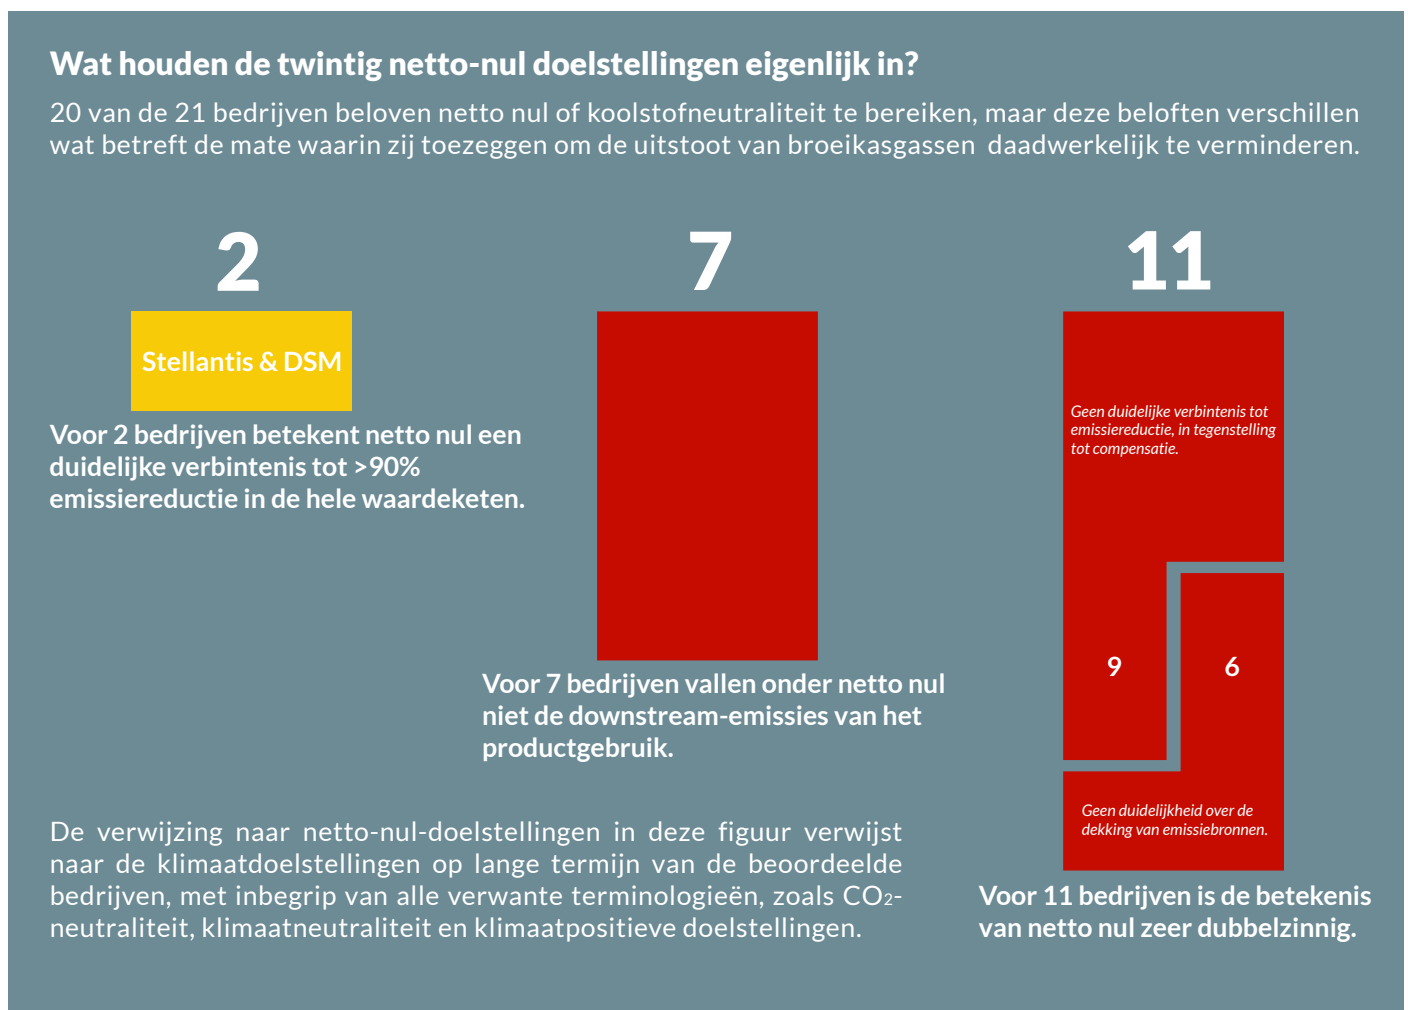 Wat houden de twintig netto-nul doelstellingen eigenlijk in?
20 van de 21 bedrijven beloven netto nul of koolstofneutraliteit te bereiken, maar deze beloften verschillen
wat betreft de mate waarin zij toezeggen om de uitstoot van broeikasgassen daadwerkelijk te verminderen.
2
Stellantis & DSM
Voor 2 bedrijven betekent netto nul een
duidelijke verbintenis tot >90%
emissiereductie in de hele waardeketen.
7
Voor 7 bedrijven vallen onder netto nul
niet de downstream-emissies van het
productgebruik.
11
Geen duidelijke verbintenis tot
emissiereductie, in tegenstelling
tot compensatie.
9
6
Geen duidelijkheid over de
dekking van emissiebronnen.
Voor 11 bedrijven is de betekenis
van netto nul zeer dubbelzinnig.
De verwijzing naar netto-nul-doelstellingen in deze figuur verwijst
naar de klimaatdoelstellingen op lange termijn van de beoordeelde
bedrijven, met inbegrip van alle verwante terminologieën, zoals CO2-
neutraliteit, klimaatneutraliteit en klimaatpositieve doelstellingen.